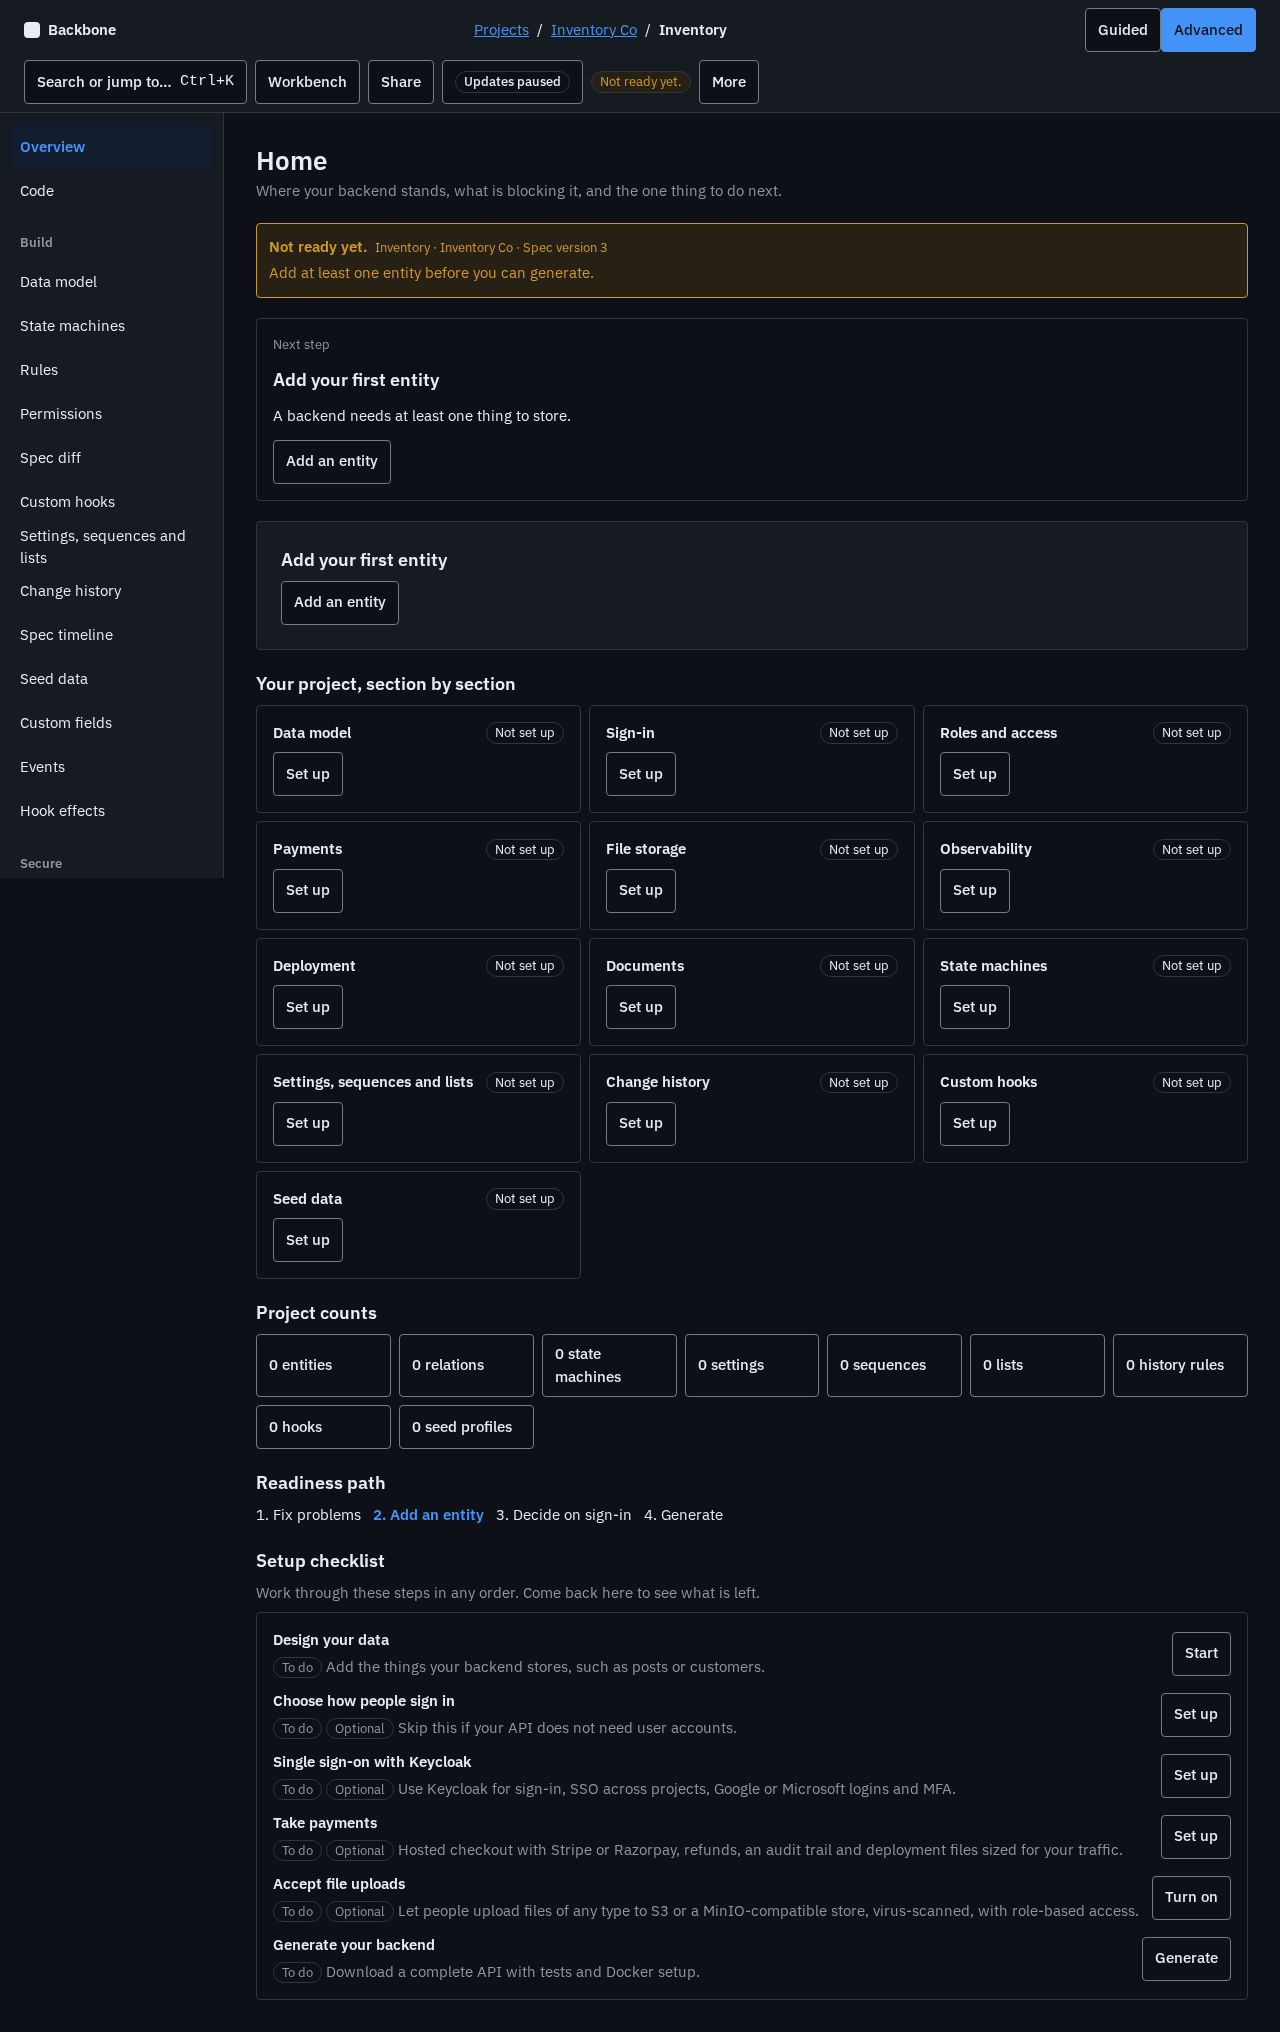 Backbone
Projects / Inventory Co / Inventory
Guided
Advanced
Search or jump to... Ctrl+K
Workbench
Share
Updates paused
Not ready yet.
More
Overview
Code
Build
Data model
State machines
Rules
Permissions
Spec diff
Custom hooks
Settings, sequences and
lists
Change history
Spec timeline
Seed data
Custom fields
Events
Hook effects
Secure
Home
Where your backend stands, what is blocking it, and the one thing to do next.
Not ready yet. Inventory · Inventory Co · Spec version 3
Add at least one entity before you can generate.
Next step
Add your first entity
A backend needs at least one thing to store.
Add an entity
Add your first entity
Add an entity
Your project, section by section
Data model Not set up
Set up
Sign-in Not set up
Set up
Roles and access Not set up
Set up
Payments Not set up
Set up
File storage Not set up
Set up
Observability Not set up
Set up
Deployment Not set up
Set up
Documents Not set up
Set up
State machines Not set up
Set up
Settings, sequences and lists Not set up
Set up
Change history Not set up
Set up
Custom hooks Not set up
Set up
Seed data Not set up
Set up
Project counts
0 entities
0 relations
0 state
machines
0 settings
0 sequences
0 lists
0 history rules
0 hooks
0 seed profiles
Readiness path
1. Fix problems 2. Add an entity 3. Decide on sign-in 4. Generate
Setup checklist
Work through these steps in any order. Come back here to see what is left.
Design your data
To do Add the things your backend stores, such as posts or customers.
Start
Choose how people sign in
To do Optional Skip this if your API does not need user accounts.
Set up
Single sign-on with Keycloak
To do Optional Use Keycloak for sign-in, SSO across projects, Google or Microsoft logins and MFA.
Set up
Take payments
To do Optional Hosted checkout with Stripe or Razorpay, refunds, an audit trail and deployment files sized for your traffic.
Set up
Accept file uploads
To do Optional Let people upload files of any type to S3 or a MinIO-compatible store, virus-scanned, with role-based access.
Turn on
Generate your backend
To do Download a complete API with tests and Docker setup.
Generate